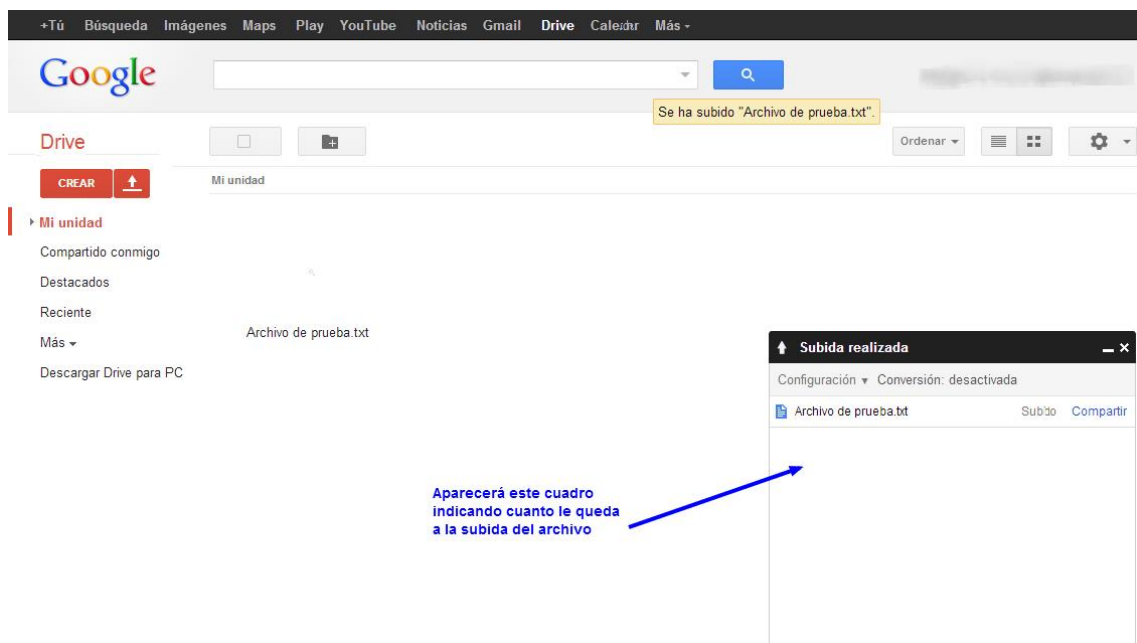 +Tú Búsqueda Imágenes Maps Play YouTube Noticias Gmail Drive Más
Google
Se ha subido "Archivo de prueba.txt".
Drive
Ordenar
CREAR
Mi unidad
Mi unidad
Compartido conmigo
Destacados
Reciente
Archivo de prueba.txt
Más
Descargar Drive para PC
Subida realizada
Configuración Conversión: desactivada
Archivo de prueba.txt Compartir
Aparecerá este cuadro
indicando cuanto le queda
a la subida del archivo